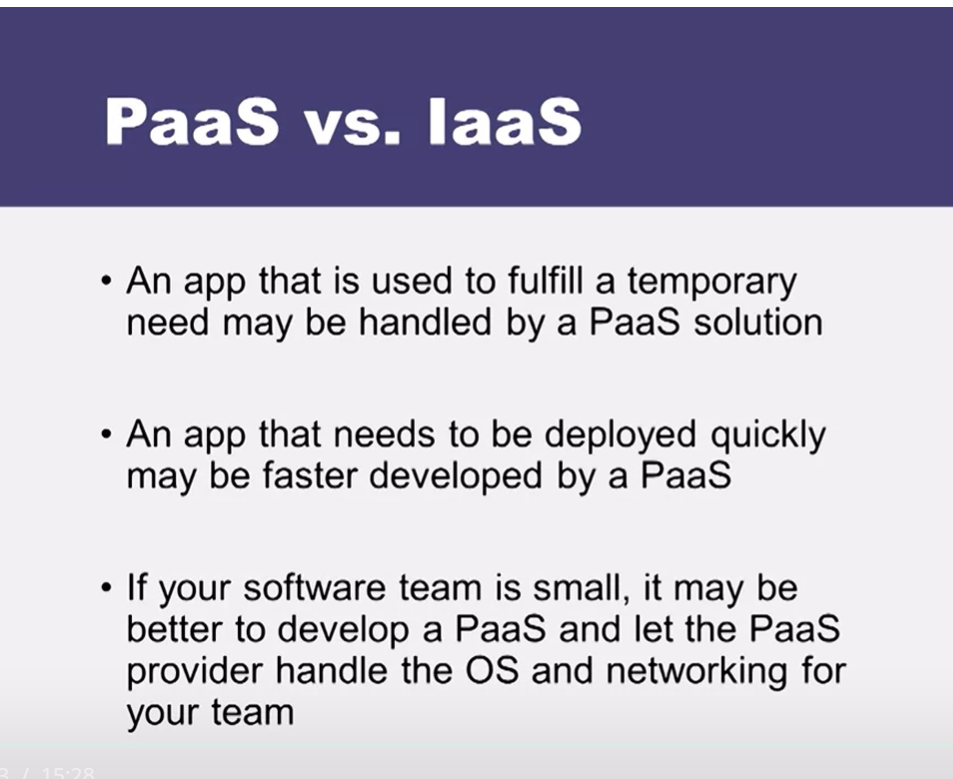 PaaS vs. IaaS
• An app that is used to fulfill a temporary
need may be handled by a PaaS solution
• An app that needs to be deployed quickly
may be faster developed by a PaaS
• If your software team is small, it may be
better to develop a PaaS and let the PaaS
provider handle the OS and networking for
your team
3 / 15:28